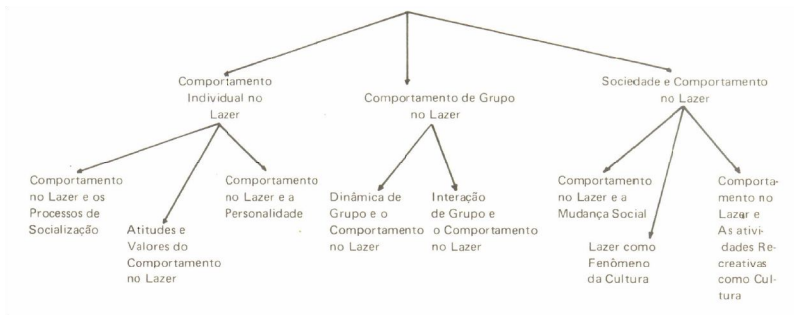 Comportamento
Individual no
Lazer
Comportamento de Grupo
no Lazer
Sociedade e Comportamento
no Lazer
Comportamento
no Lazer e os
Processos de
Socialização
Atitudes e
Valores do
Comportamento
no Lazer
Comportamento
no Lazer e a
Personalidade
Dinâmica de
Grupo e o
Comportamento
no Lazer
Interação
de Grupo e
o Comportamento
no Lazer
Comportamento
no Lazer e a
Mudança Social
Lazer como
Fenômeno
da Cultura
Comporta-
mento no
Lazer e
As ativi-
dades Re-
creativas
como Cul-
tura